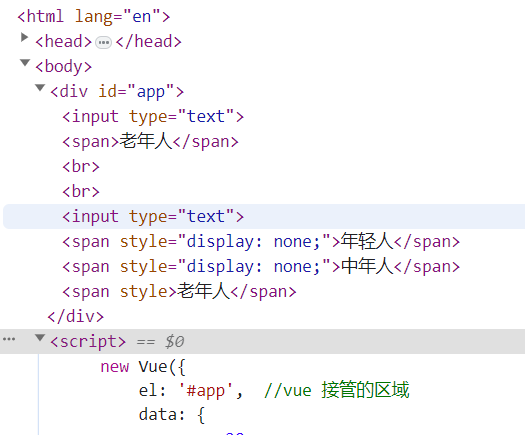 <html lang="en">
<head>…</head>
<body>
<div id="app">
<input type="text">
<span>老年人</span>
<br>
<br>
<input type="text">
<span style="display: none;">年轻人</span>
<span style="display: none;">中年人</span>
<span style>老年人</span>
</div>
<script> == $0
new Vue({
el: '#app',  //vue 接管的区域
data: {